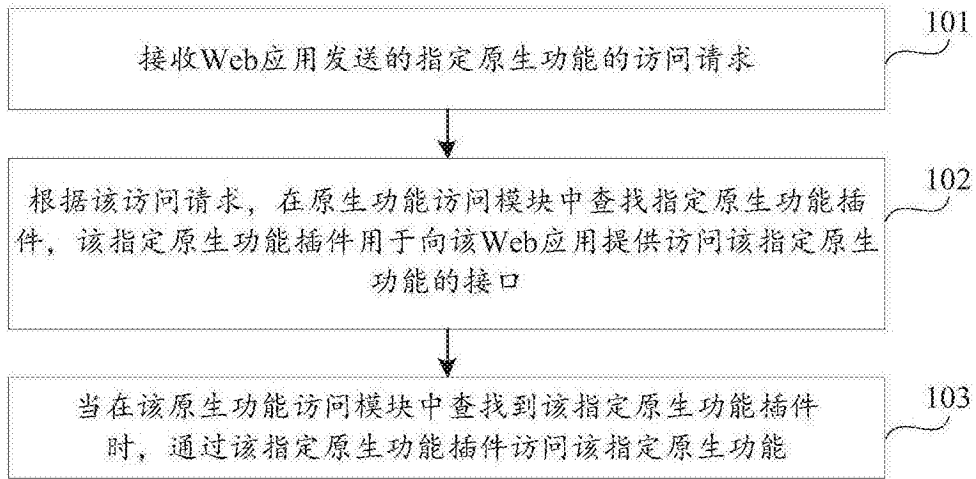 101
接收Web应用发送的指定原生功能的访问请求
102
根据该访问请求，在原生功能访问模块中查找指定原生功能插
件，该指定原生功能插件用于向该Web应用提供访问该指定原生
功能的接口
103
当在该原生功能访问模块中查找到该指定原生功能插件
时，通过该指定原生功能插件访问该指定原生功能